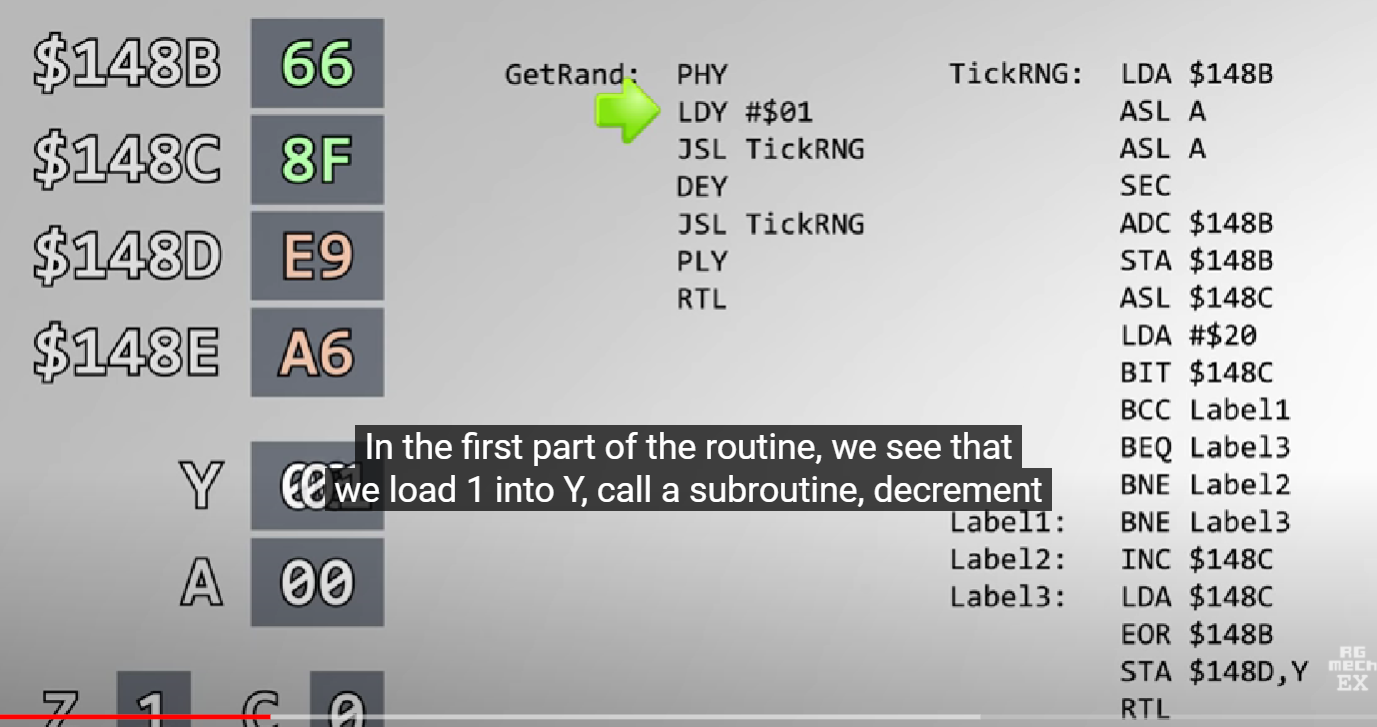 $148B 66
$148C 8F
$148D E9
$148E A6
Y
A 00
Z 1 C 0
GetRand: PHY
LDY #$01
JSL TickRNG
DEY
JSL TickRNG
PLY
RTL
TickRNG: LDA $148B
ASL A
ASL A
SEC
ADC $148B
STA $148B
ASL $148C
LDA #$20
BIT $148C
BCC Label1
BEQ Label3
BNE Label2
Label1: BNE Label3
Label2: INC $148C
Label3: LDA $148C
EOR $148B
STA $148D,Y
RTL
In the first part of the routine, we see that
we load 1 into Y, call a subroutine, decrement
RG
mech
EX